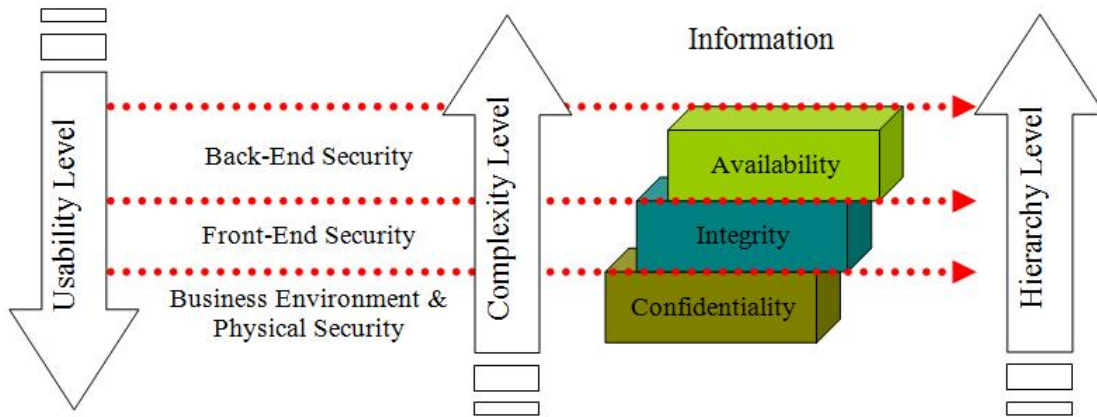 Information
Usability Level
Back-End Security
Complexity Level
Availability
Hierarchy Level
Front-End Security
Integrity
Business Environment &
Physical Security
Confidentiality